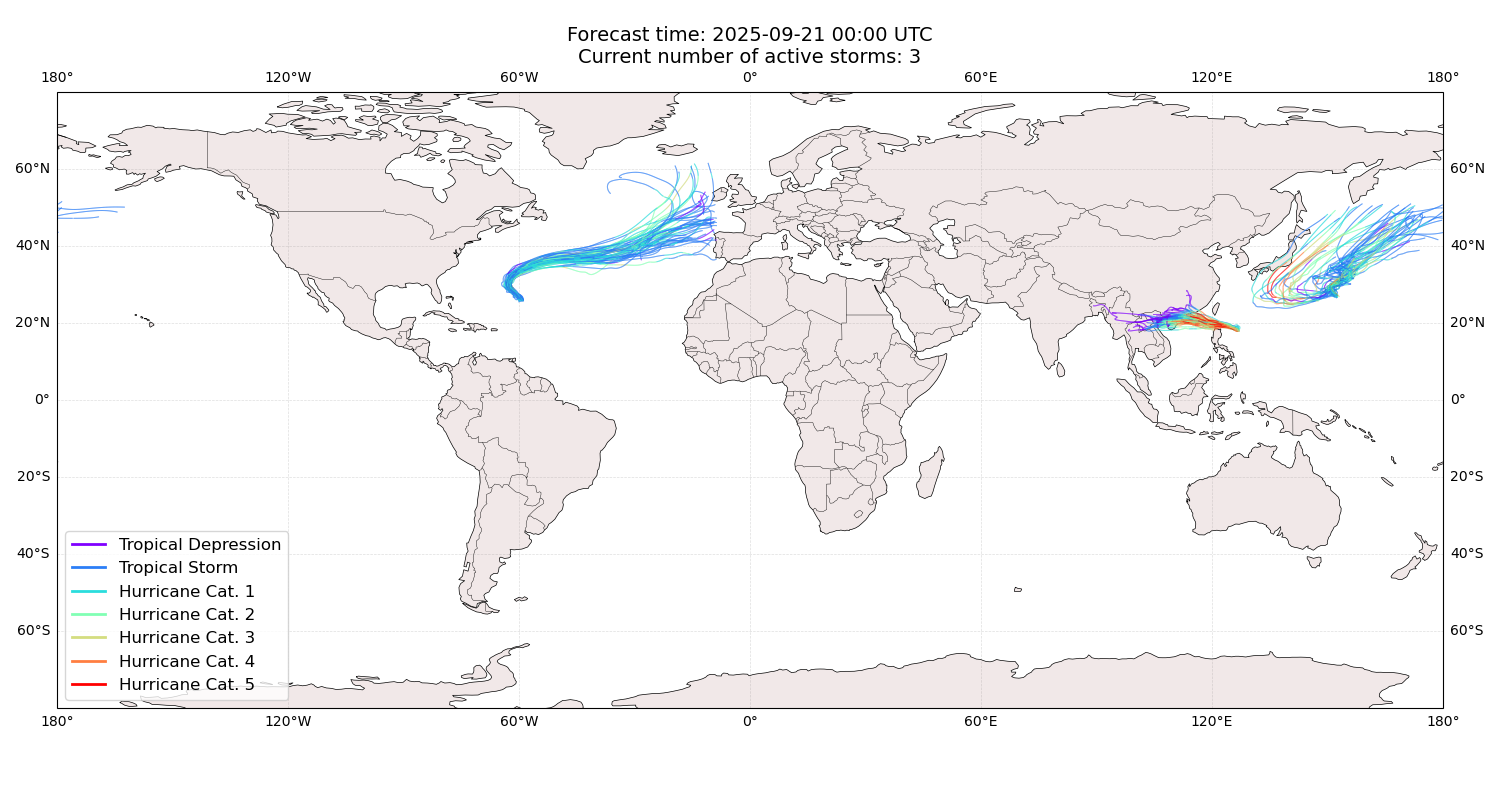 Forecast time: 2025-09-21 00:00 UTC
Current number of active storms: 3
180° 120°W 60°W 0° 60°E 120°E 180°
60°N 60°N
40°N 40°N
20°N 20°N
0° 0°
20°S 20°S
40°S 40°S
60°S 60°S
Tropical Depression
Tropical Storm
Hurricane Cat. 1
Hurricane Cat. 2
Hurricane Cat. 3
Hurricane Cat. 4
Hurricane Cat. 5
180° 120°W 60°W 0° 60°E 120°E 180°